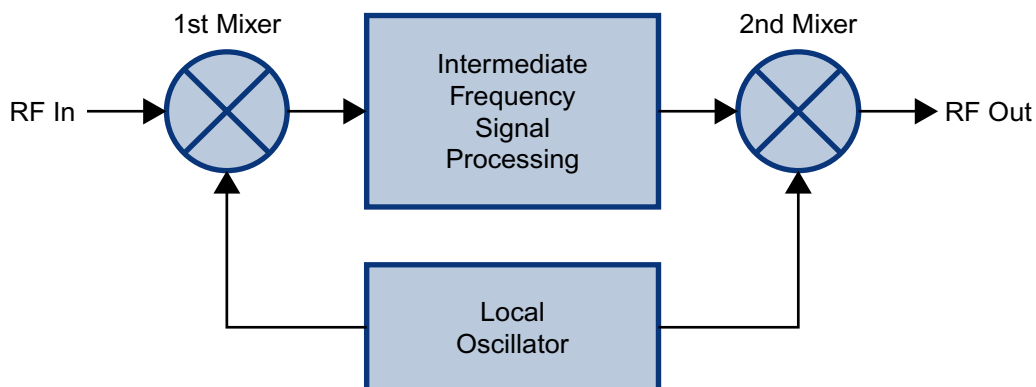 1st Mixer
2nd Mixer
RF In
Intermediate
Frequency
Signal
Processing
RF Out
Local
Oscillator